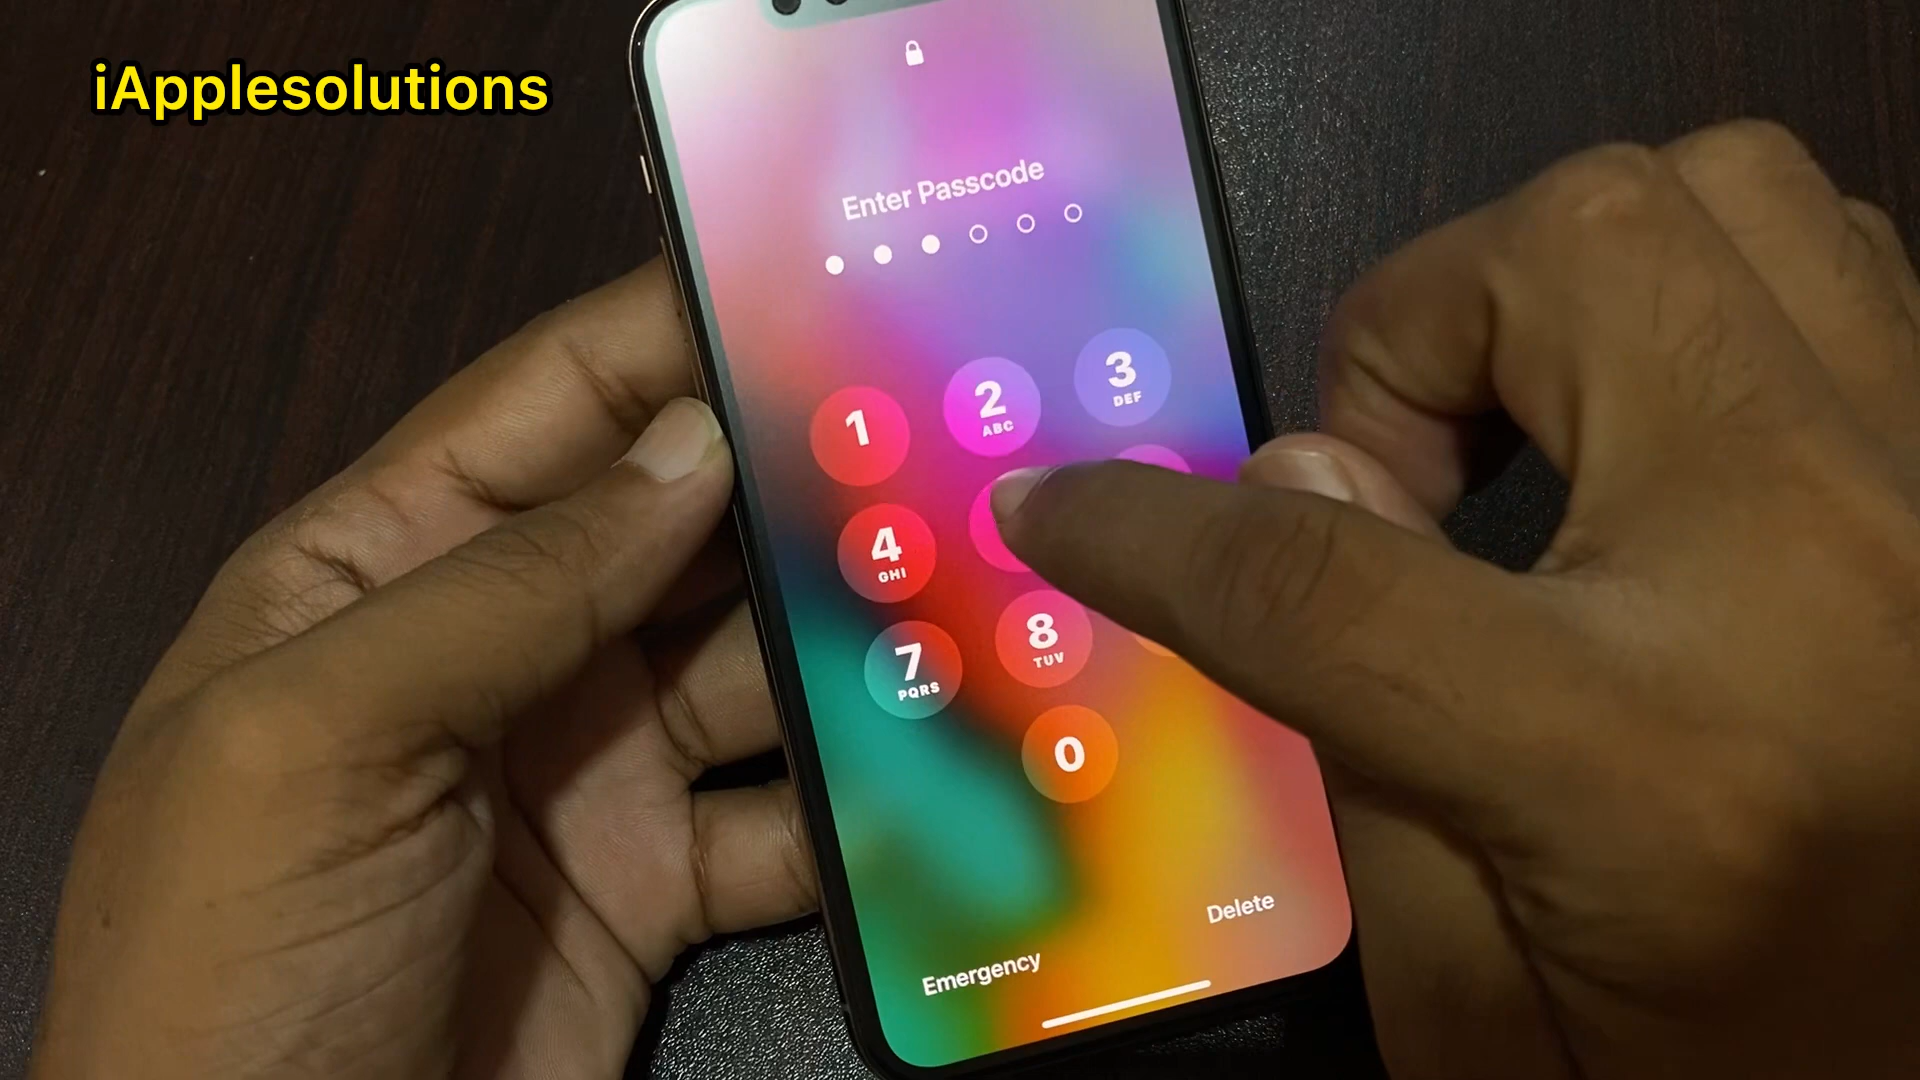 iApplesolutions
Enter Passcode
1
2
ABC
3
DEF
4
GHI
7
PQRS
8
TUV
0
Delete
Emergency